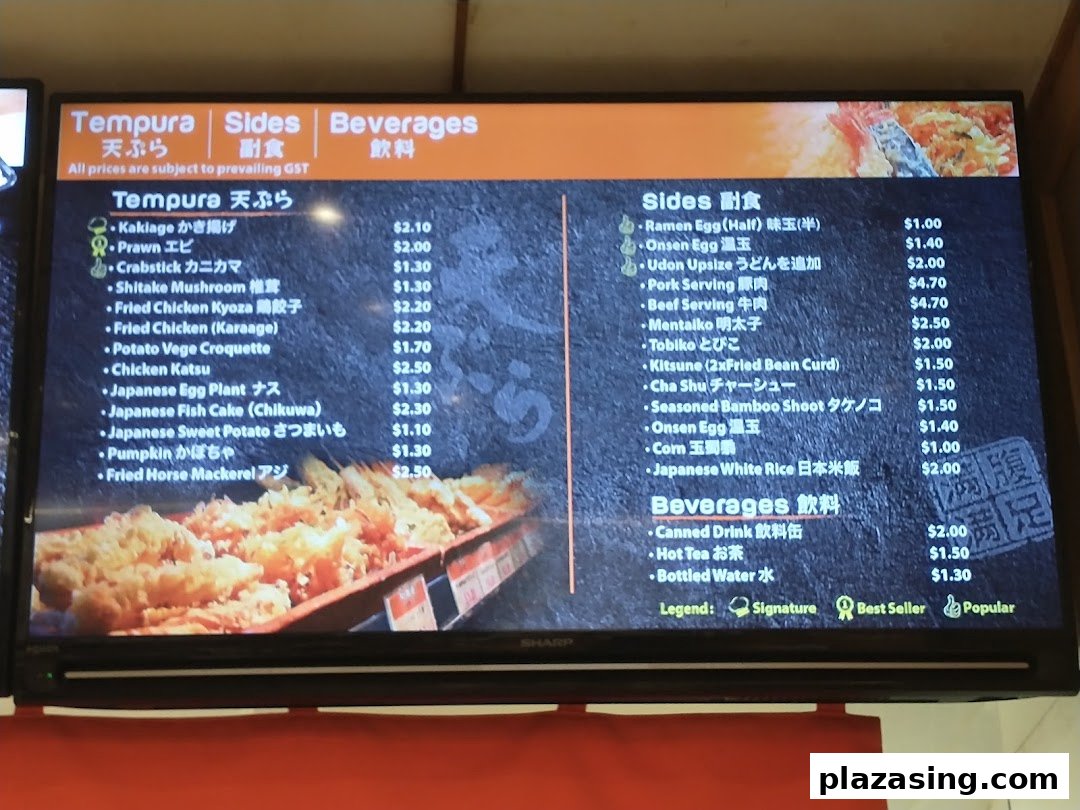 Tempura
天ぷら
Sides
副食
Beverages
飲料
All prices are subject to prevailing GST
Tempura 天ぷら
• Kakiage かき揚げ $2.10
• Prawn エビ $2.00
• Crabstick カニカマ $1.30
• Shitake Mushroom 椎茸 $1.30
• Fried Chicken Kyoza 鶏餃子 $2.20
• Fried Chicken (Karaage) $2.20
• Potato Vege Croquette $1.70
• Chicken Katsu $2.50
• Japanese Egg Plant ナス $1.30
• Japanese Fish Cake (Chikuwa) $2.30
• Japanese Sweet Potato さつまいも $1.10
• Pumpkin かぼちゃ $1.30
• Fried Horse Mackerel アジ $2.50
天ぷら
Sides 副食
• Ramen Egg (Half) 味玉(半) $1.00
• Onsen Egg 温玉 $1.40
• Udon Upsize うどんを追加 $2.00
• Pork Serving 豚肉 $4.70
• Beef Serving 牛肉 $4.70
• Mentaiko 明太子 $2.50
• Tobiko とびこ $2.00
• Kitsune (2xFried Bean Curd) $1.50
• Cha Shu チャーシュー $1.50
• Seasoned Bamboo Shoot タケノコ $1.50
• Onsen Egg 温玉 $1.40
• Corn 玉蜀黍 $1.00
• Japanese White Rice 日本米飯 $2.00
満腹
満足
Beverages 飲料
• Canned Drink 飲料缶 $2.00
• Hot Tea お茶 $1.50
• Bottled Water 水 $1.30
Legend: Signature 1 Best Seller Popular
SHARP
plazasing.com